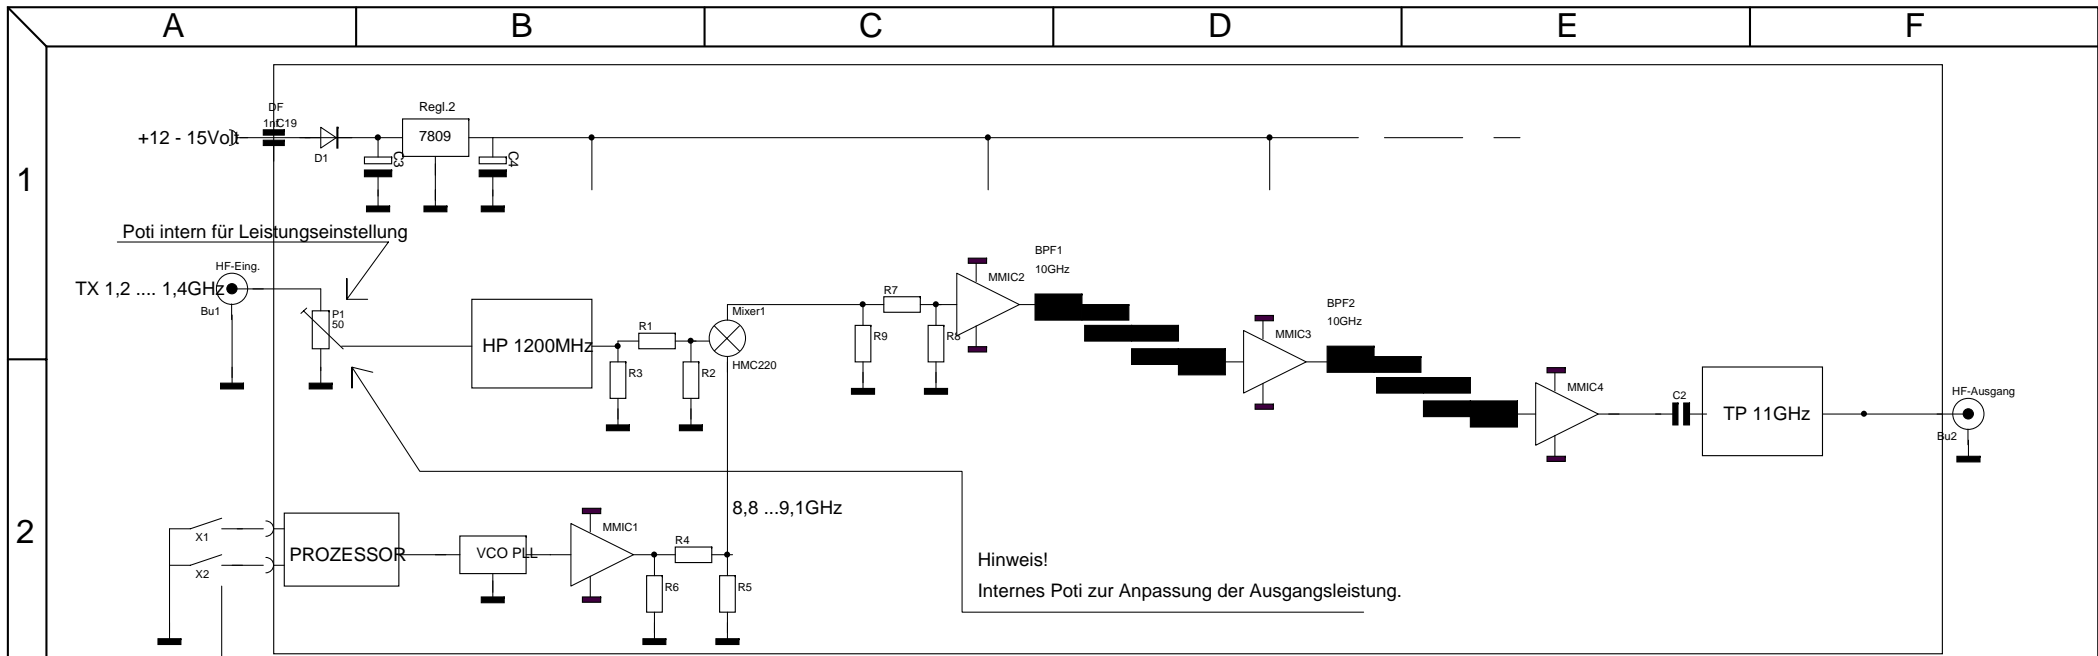 A
B
C
D
E
F
1
DF
1nF C19
Regl.2
+12 - 15Volt
7809
D1
C3
C4
Poti intern für Leistungseinstellung
HF-Eing.
TX 1,2 .... 1,4GHz
Bu1
P1
50
HP 1200MHz
R1
R3
R2
Mixer1
HMC220
R7
R9
R8
MMIC2
BPF1
10GHz
MMIC3
BPF2
10GHz
MMIC4
C2
TP 11GHz
HF-Ausgang
Bu2
2
X1
X2
PROZESSOR
VCO PLL
MMIC1
R4
R6
R5
8,8 ...9,1GHz
Hinweis!
Internes Poti zur Anpassung der Ausgangsleistung.